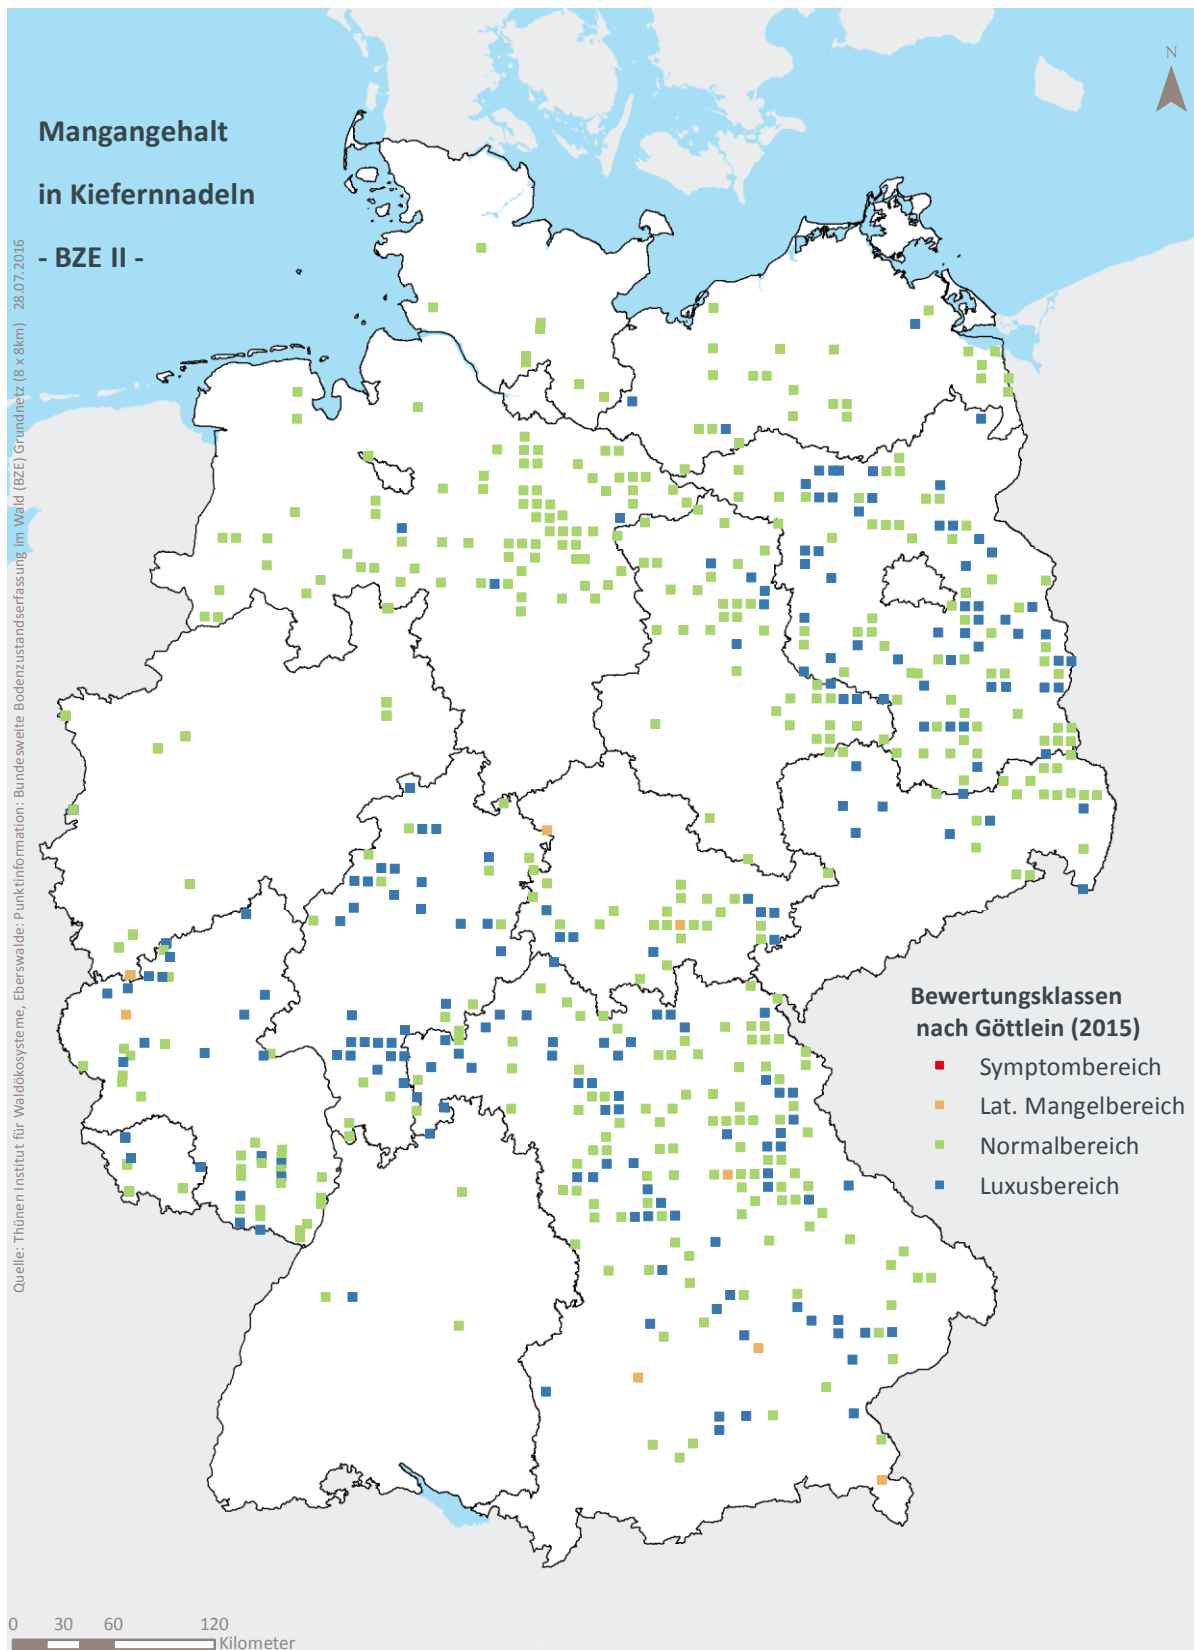 Mangangehalt
in Kiefernnadeln
- BZE II -
N
Quelle: Thünen Institut für Waldökosysteme, Eberswalde: Punktinformation: Bundesweite Bodenzustandserfassung im Wald (BZE) Grundnetz (8 x 8km) 28.07.2016
Bewertungsklassen
nach Göttlein (2015)
Symptombereich
Lat. Mangelbereich
Normalbereich
Luxusbereich
0 30 60 120
Kilometer